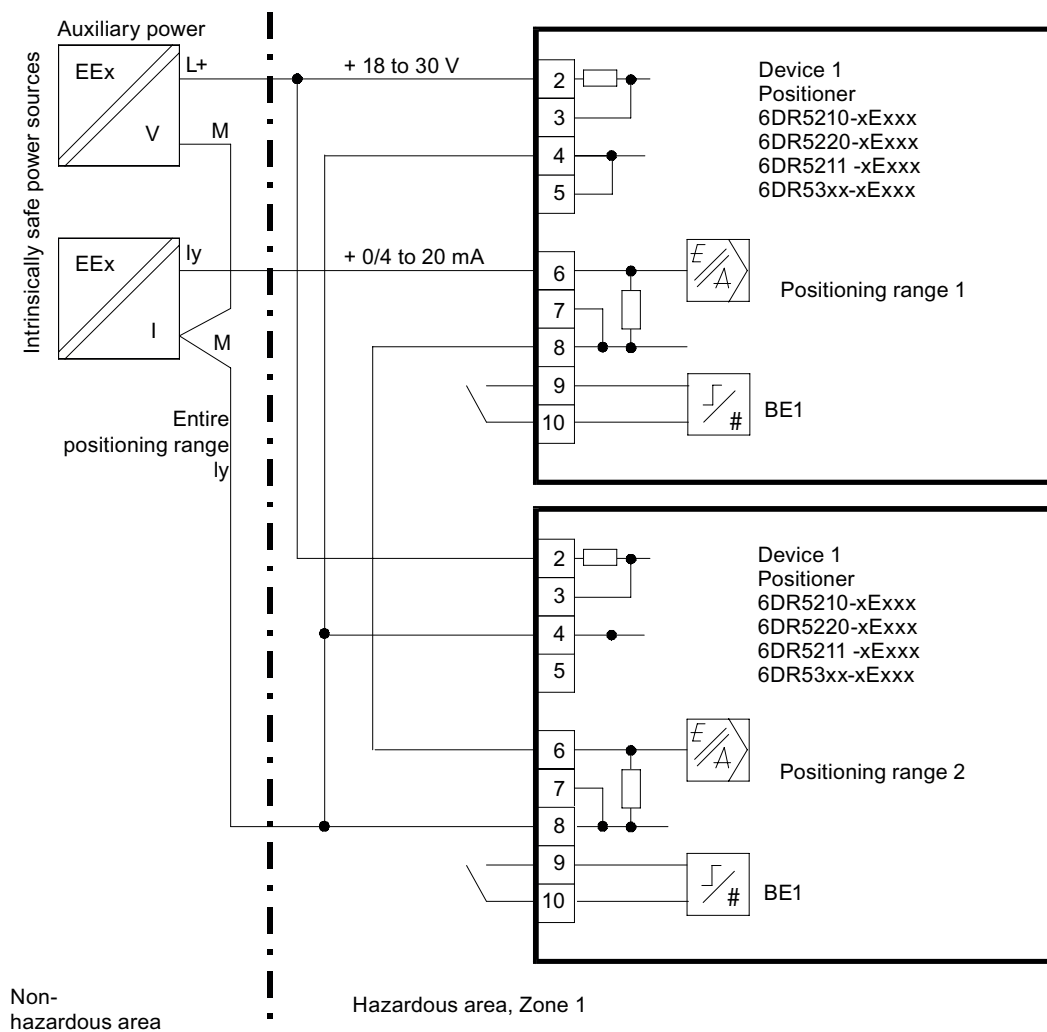 Auxiliary power
Intrinsically safe power sources
EEx
V
L+
M
+ 18 to 30 V
EEx
I
Iy
M
+ 0/4 to 20 mA
Entire
positioning range
Iy
2
3
4
5
6
7
8
9
10
Device 1
Positioner
6DR5210-xExxx
6DR5220-xExxx
6DR5211 -xExxx
6DR53xx-xExxx
E
A
Positioning range 1
#
BE1
2
3
4
5
6
7
8
9
10
Device 1
Positioner
6DR5210-xExxx
6DR5220-xExxx
6DR5211 -xExxx
6DR53xx-xExxx
E
A
Positioning range 2
#
BE1
Non-
hazardous area
Hazardous area, Zone 1